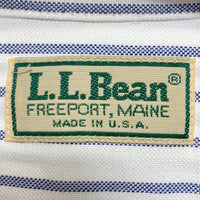 L.L.Bean®
FREEPORT, MAINE
MADE IN U.S.A.